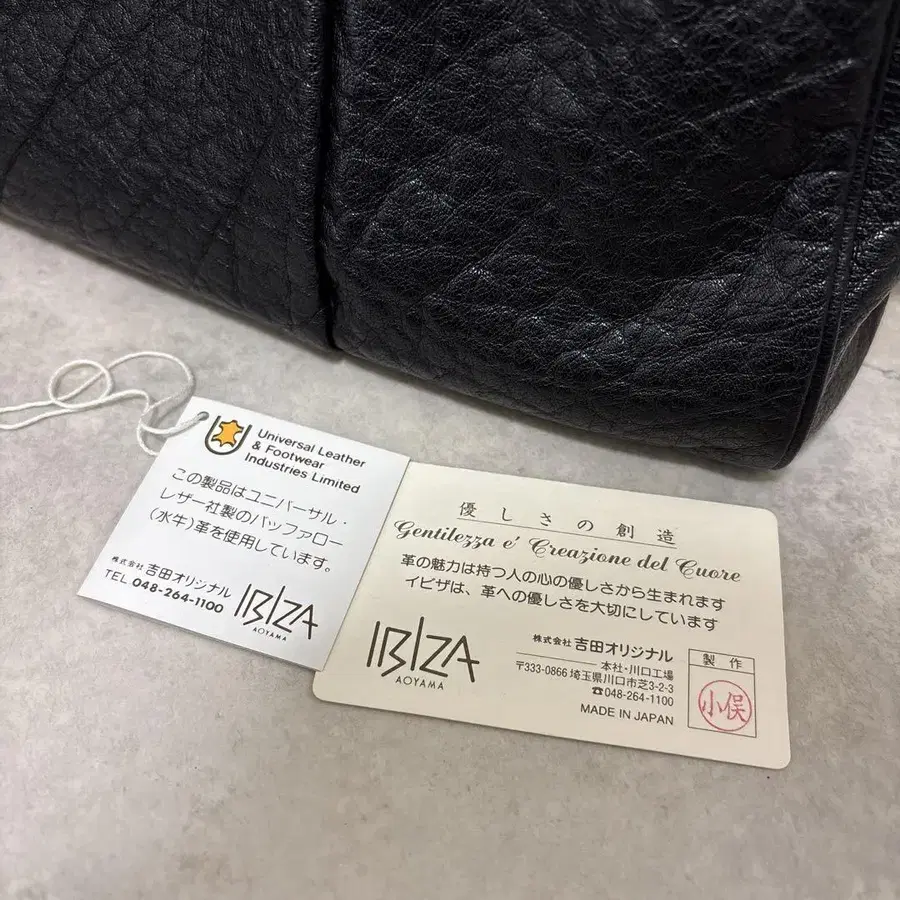 Universal Leather
& Footwear
Industries Limited
この製品はユニバーサル・
レザー社製のバッファロー
(水牛)革を使用しています。
株式会社 吉田オリジナル
TEL.048-264-1100
IBIZA
AOYAMA
優しさの創造
Gentilezza e' Creazione del Cuore
革の魅力は持つ人の心の優しさから生まれます
イビザは、革への優しさを大切にしています
IBIZA
AOYAMA
株式会社 吉田オリジナル
本社・川口工場
〒333-0866 埼玉県川口市芝3-2-3
☎048-264-1100
MADE IN JAPAN
製作
小俣